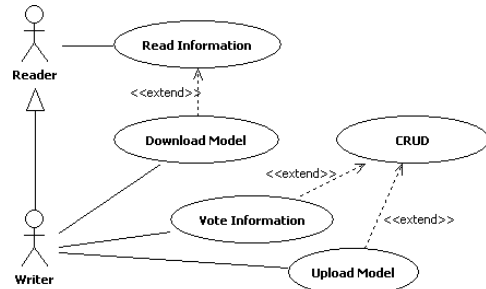 Read Information
Reader
<<extend>>
Download Model
CRUD
<<extend>>
Vote Information
<<extend>>
Writer
Upload Model